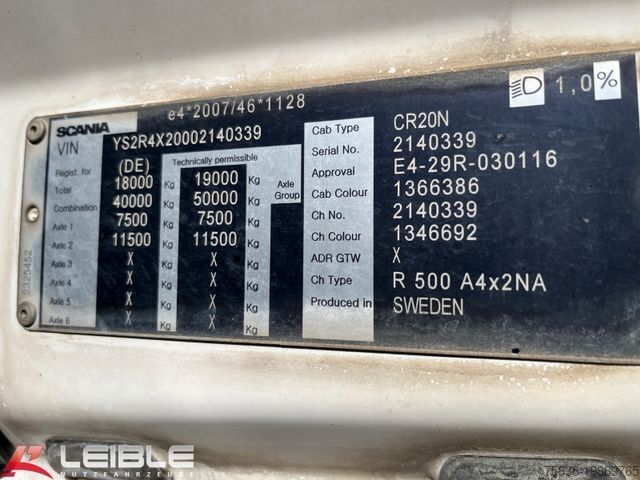 e4*2007/46*1128
1,0%
SCANIA
VIN YS2R4X20002140339
Regist. for (DE) Technically permissible
Total 18000 Kg 19000 Kg
Combination 40000 Kg 50000 Kg Axle Group
Axle 1 7500 Kg 7500 Kg
Axle 2 11500 Kg 11500 Kg
Axle 3 X Kg X Kg
Axle 4 X Kg X Kg
Axle 5 X Kg X Kg
Axle 6 X Kg X Kg
Cab Type CR20N
Serial No. 2140339
Approval E4-29R-030116
Cab Colour 1366386
Ch No. 2140339
Ch Colour 1346692
ADR GTW X
Ch Type R 500 A4x2NA
Produced in SWEDEN
2325452
LEIBLE
NUTZFAHRZEUGE